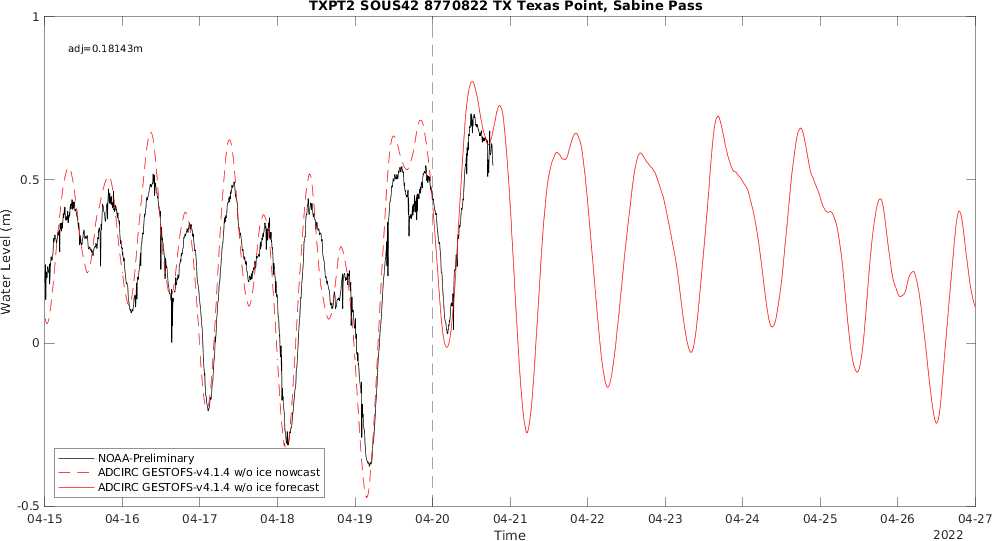 TXPT2 SOUS42 8770822 TX Texas Point, Sabine Pass
adj=0.18143m
1
0.5
0
-0.5
Water Level (m)
NOAA-Preliminary
ADCIRC GESTOFS-v4.1.4 w/o ice nowcast
ADCIRC GESTOFS-v4.1.4 w/o ice forecast
04-15 04-16 04-17 04-18 04-19 04-20 04-21 04-22 04-23 04-24 04-25 04-26 04-27
Time
2022